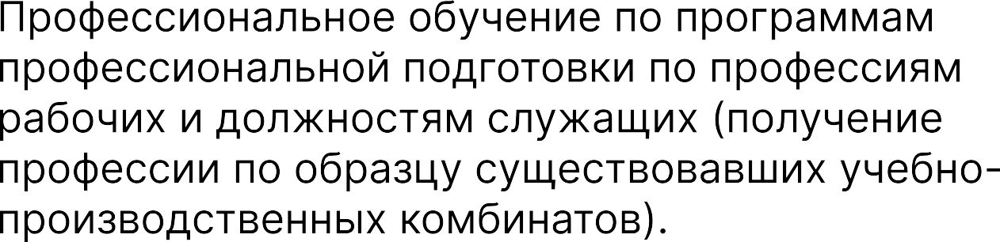 Профессиональное обучение по программам
профессиональной подготовки по профессиям
рабочих и должностям служащих (получение
профессии по образцу существовавших учебно-
производственных комбинатов).